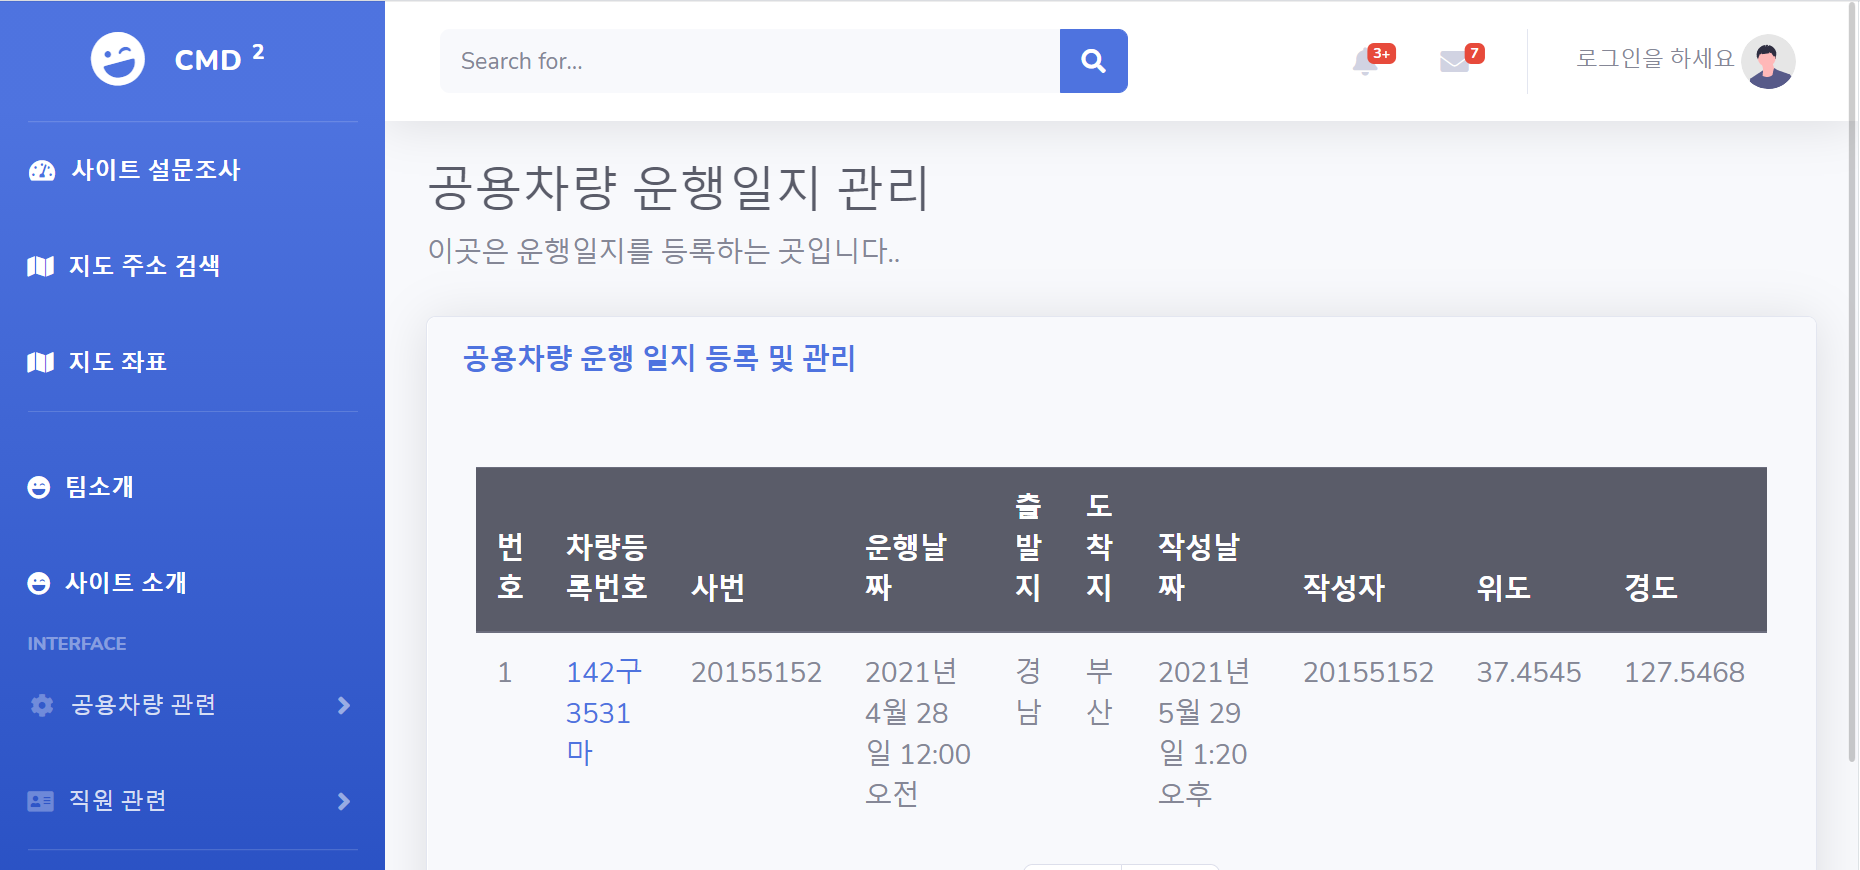 CMD 2
Search for...
3+
7
로그인을 하세요
사이트 설문조사
지도 주소 검색
지도 좌표
팀소개
사이트 소개
INTERFACE
공용차량 관련
직원 관련
공용차량 운행일지 관리
이곳은 운행일지를 등록하는 곳입니다..
공용차량 운행 일지 등록 및 관리
번호 차량등록번호 사번 운행날짜 출발지 도착지 작성날짜 작성자 위도 경도
1 142구3531마 20155152 2021년 4월 28일 12:00 오전 경남 부산 2021년 5월 29일 1:20 오후 20155152 37.4545 127.5468